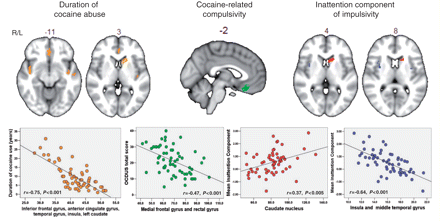 Duration of
cocaine abuse
Cocaine-related
compulsivity
Inattention component
of impulsivity
R/L
-11
3
-2
4
8
Duration of cocaine use (years)
r=-0.75, P<0.001
Inferior frontal gyrus, anterior cingulate gyrus,
temporal gyrus, insula, left caudate
OCDUS total score
r=-0.47, P<0.001
Medial frontal gyrus and rectal gyrus
Mean Inattention Component
r=0.37, P<0.005
Caudate nucleus
Mean Inattention Component
r=-0.64, P<0.001
Insula and middle temporal gyrus